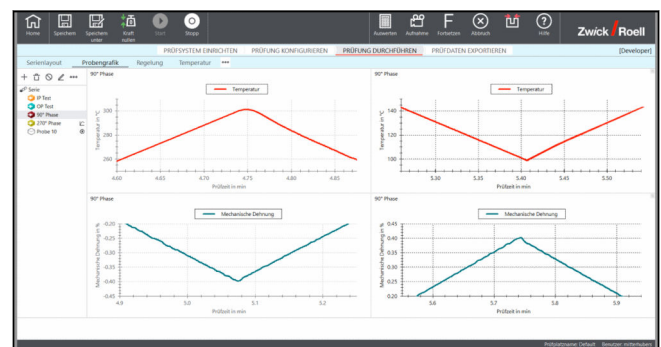 Home Speichern Speichern unter Kraft nullen Start Stopp Auswerten Aufnahme Fortsetzen Abbruch Hilfe Zwick Roell
PRÜFSYSTEM EINRICHTEN PRÜFUNG KONFIGURIEREN PRÜFUNG DURCHFÜHREN PRÜFDATEN EXPORTIEREN [Developer]
Serienlayout Probengrafik Regelung Temperatur
Serie
IP Test
OP Test
90° Phase
270° Phase
Probe 10
90° Phase
Temperatur
Temperatur in °C
300
280
260
4.60 4.65 4.70 4.75 4.80 4.85
Prüfzeit in min
90° Phase
Temperatur
Temperatur in °C
140
120
100
5.30 5.35 5.40 5.45 5.50
Prüfzeit in min
90° Phase
Mechanische Dehnung
Mechanische Dehnung in %
-0.20
-0.25
-0.30
-0.35
-0.40
-0.45
4.9 5.0 5.1 5.2
Prüfzeit in min
90° Phase
Mechanische Dehnung
Mechanische Dehnung in %
0.45
0.40
0.35
0.30
0.25
0.20
5.6 5.7 5.8 5.9
Prüfzeit in min
Prüfplatzname: Default Benutzer: mitterhubers